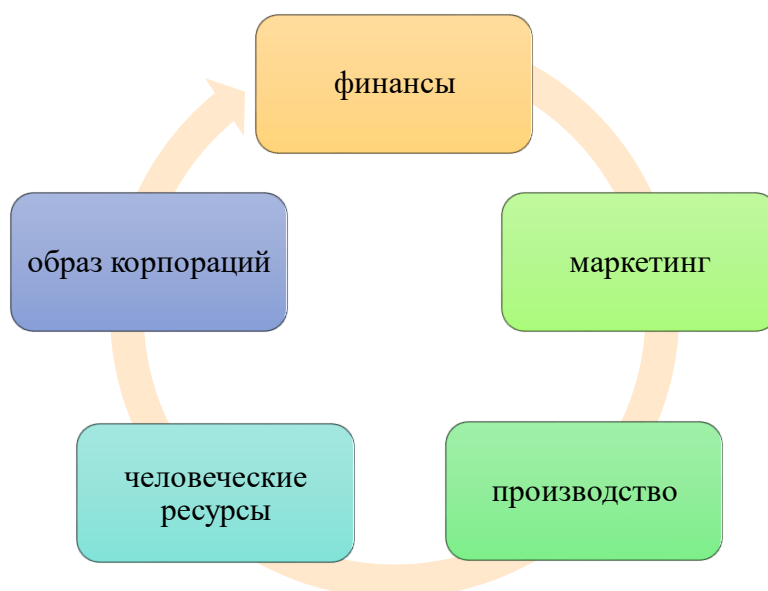 финансы
маркетинг
производство
человеческие
ресурсы
образ корпораций